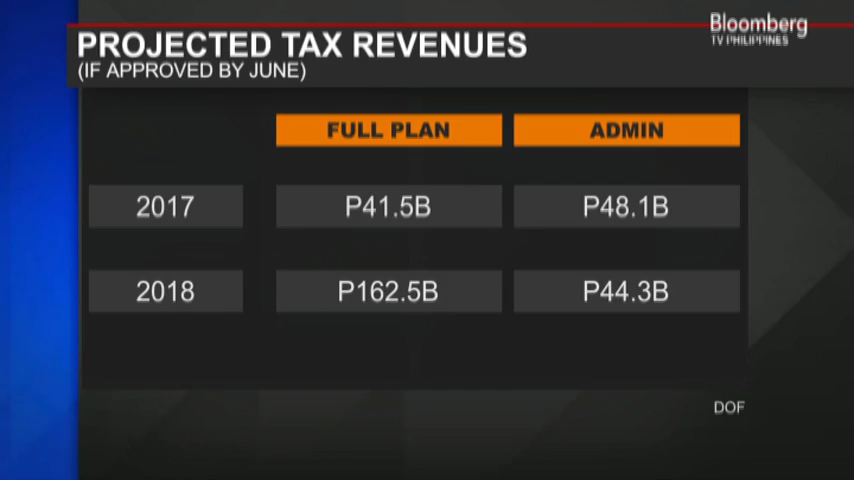 Bloomberg
TV PHILIPPINES
PROJECTED TAX REVENUES
(IF APPROVED BY JUNE)
FULL PLAN ADMIN
2017 P41.5B P48.1B
2018 P162.5B P44.3B
DOF